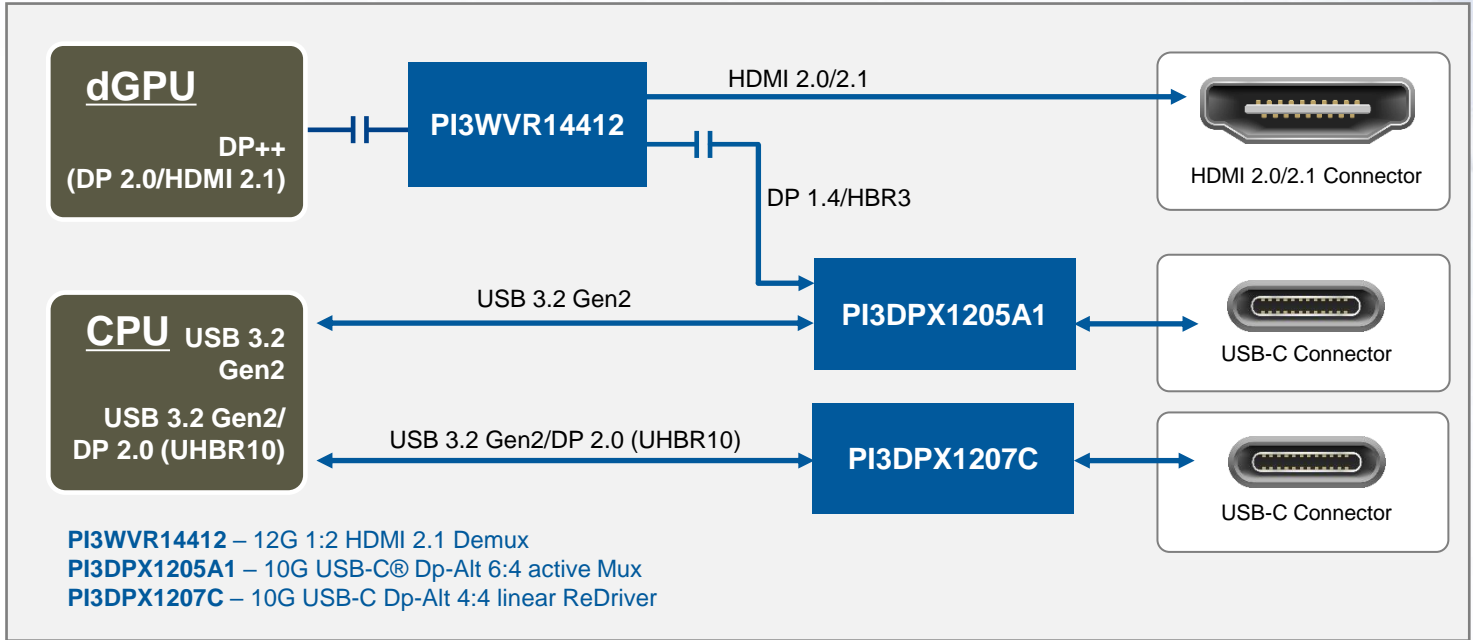 dGPU
DP++
(DP 2.0/HDMI 2.1)
PI3WVR14412
HDMI 2.0/2.1
HDMI 2.0/2.1 Connector
DP 1.4/HBR3
CPU USB 3.2
Gen2
USB 3.2 Gen2/
DP 2.0 (UHBR10)
USB 3.2 Gen2
PI3DPX1205A1
USB-C Connector
USB 3.2 Gen2/DP 2.0 (UHBR10)
PI3DPX1207C
USB-C Connector
PI3WVR14412 – 12G 1:2 HDMI 2.1 Demux
PI3DPX1205A1 – 10G USB-C® Dp-Alt 6:4 active Mux
PI3DPX1207C – 10G USB-C Dp-Alt 4:4 linear ReDriver